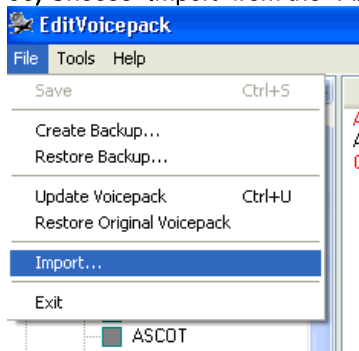 EditVoicepack
File Tools Help
Save Ctrl+S
Create Backup...
Restore Backup...
Update Voicepack Ctrl+U
Restore Original Voicepack
Import...
Exit
ASCOT